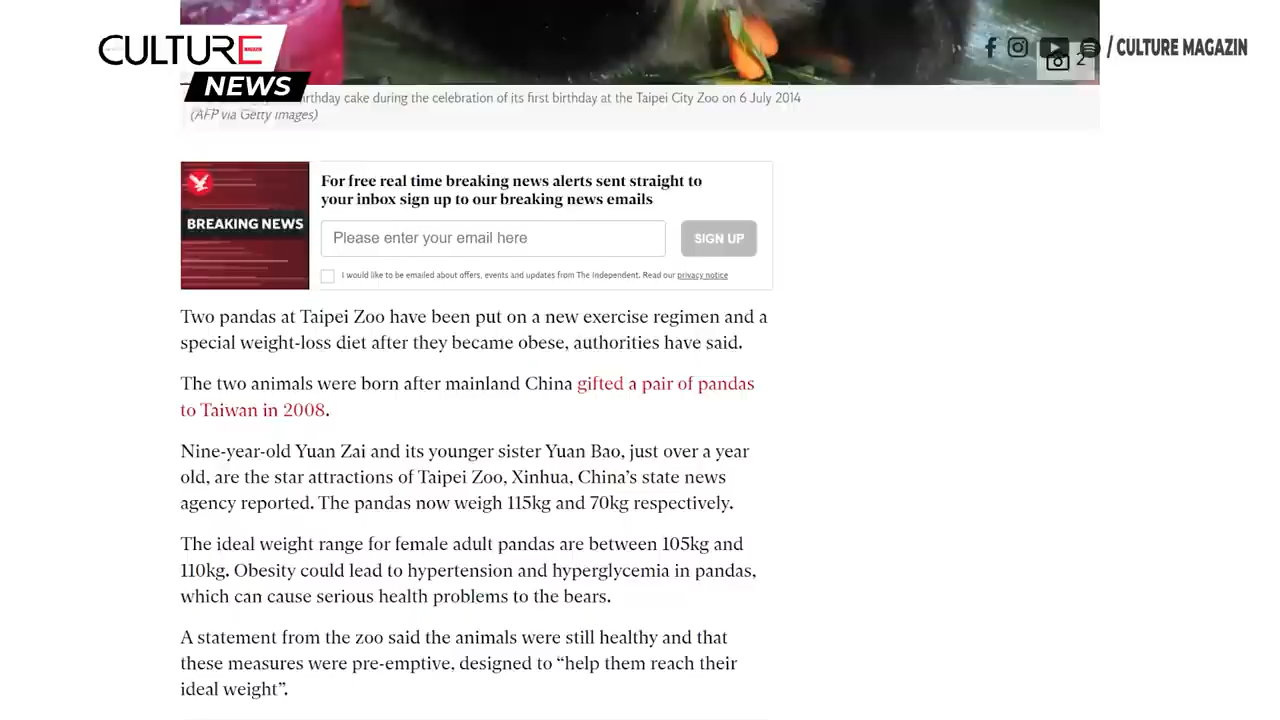 CULTURE
NEWS
/ CULTURE MAGAZIN
2
birthday cake during the celebration of its first birthday at the Taipei City Zoo on 6 July 2014
(AFP via Getty Images)
BREAKING NEWS
For free real time breaking news alerts sent straight to
your inbox sign up to our breaking news emails
Please enter your email here
SIGN UP
I would like to be emailed about offers, events and updates from The Independent. Read our privacy notice
Two pandas at Taipei Zoo have been put on a new exercise regimen and a
special weight-loss diet after they became obese, authorities have said.
The two animals were born after mainland China gifted a pair of pandas
to Taiwan in 2008.
Nine-year-old Yuan Zai and its younger sister Yuan Bao, just over a year
old, are the star attractions of Taipei Zoo, Xinhua, China’s state news
agency reported. The pandas now weigh 115kg and 70kg respectively.
The ideal weight range for female adult pandas are between 105kg and
110kg. Obesity could lead to hypertension and hyperglycemia in pandas,
which can cause serious health problems to the bears.
A statement from the zoo said the animals were still healthy and that
these measures were pre-emptive, designed to “help them reach their
ideal weight”.